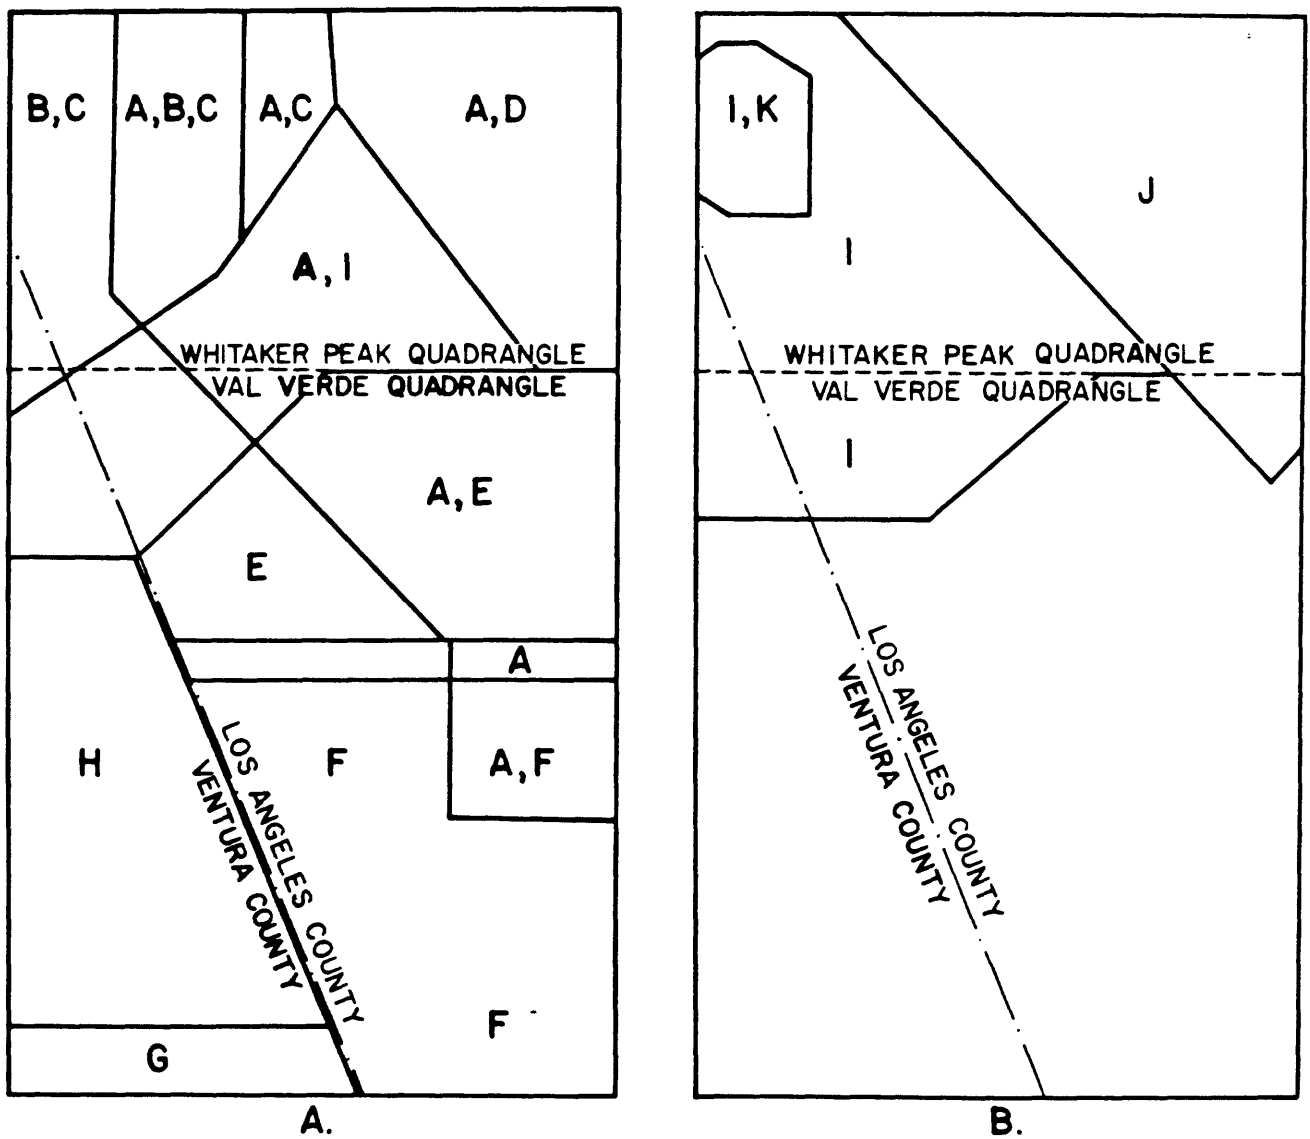 B,C
A,B,C
A,C
A,D
A,I
WHITAKER PEAK QUADRANGLE
VAL VERDE QUADRANGLE
A,E
E
A
H
F
A,F
LOS ANGELES COUNTY
VENTURA COUNTY
F
G
A.
I,K
J
I
WHITAKER PEAK QUADRANGLE
VAL VERDE QUADRANGLE
I
LOS ANGELES COUNTY
VENTURA COUNTY
B.